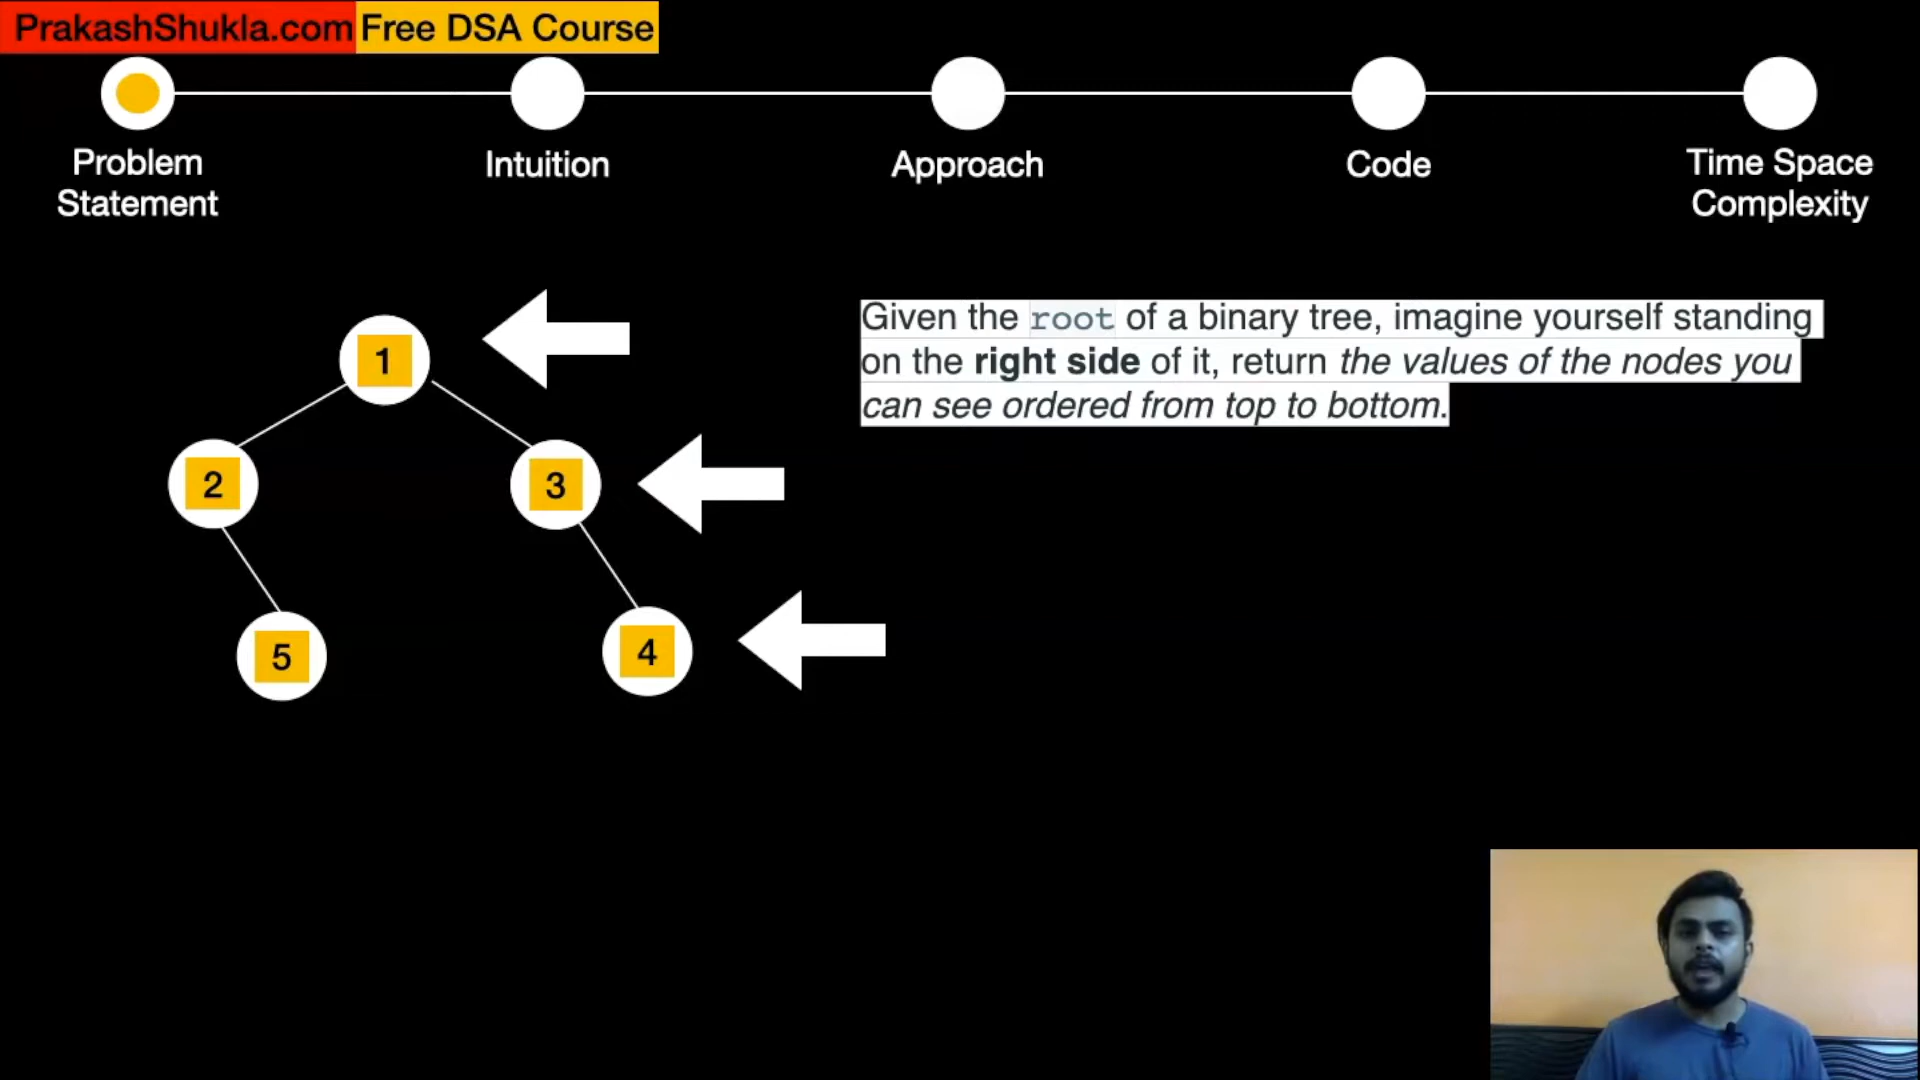 PrakashShukla.com Free DSA Course
Problem
Statement
Intuition
Approach
Code
Time Space
Complexity
Given the root of a binary tree, imagine yourself standing
on the right side of it, return the values of the nodes you
can see ordered from top to bottom.
1
2
3
5
4